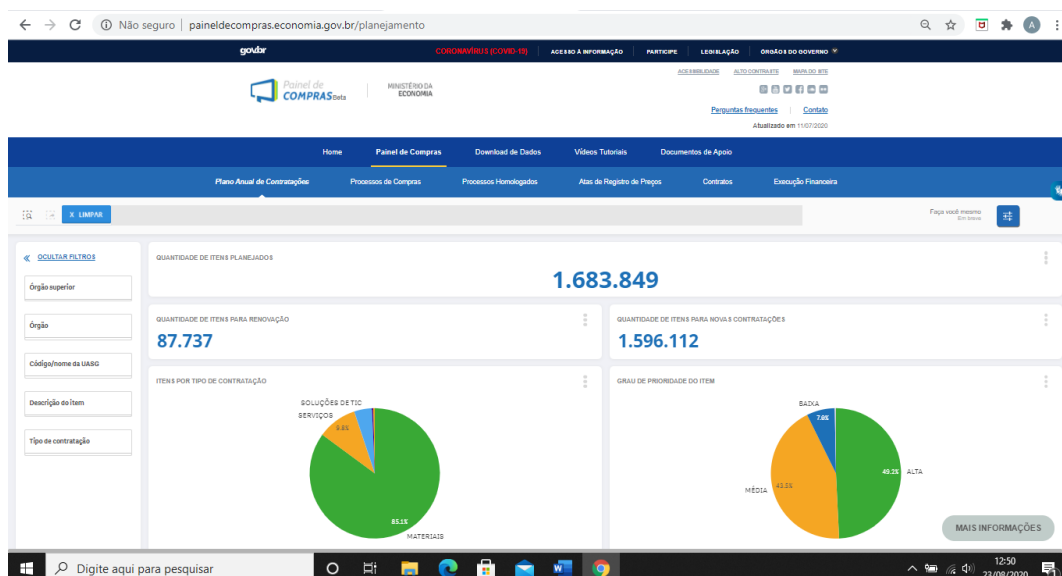 Não seguro | paineldecompras.economia.gov.br/planejamento
A
gov.br
CORONAVÍRUS (COVID-19)
ACESSO À INFORMAÇÃO
PARTICIPE
LEGISLAÇÃO
ÓRGÃOS DO GOVERNO
ACESSIBILIDADE
ALTO CONTRASTE
MAPA DO SITE
Painel de
COMPRAS Beta
MINISTÉRIO DA
ECONOMIA
Perguntas frequentes | Contato
Atualizado em 11/07/2020
Home
Painel de Compras
Download de Dados
Vídeos Tutoriais
Documentos de Apoio
Plano Anual de Contratações
Processos de Compras
Processos Homologados
Atas de Registro de Preços
Contratos
Execução Financeira
X LIMPAR
Faça você mesmo
Em breve
OCULTAR FILTROS
Órgão superior
Órgão
Código/nome da UASG
Descrição do item
Tipo de contratação
QUANTIDADE DE ITENS PLANEJADOS
1.683.849
QUANTIDADE DE ITENS PARA RENOVAÇÃO
87.737
QUANTIDADE DE ITENS PARA NOVAS CONTRATAÇÕES
1.596.112
ITENS POR TIPO DE CONTRATAÇÃO
SOLUÇÕES DE TIC
SERVIÇOS
85.1%
MATERIAIS
GRAU DE PRIORIDADE DO ITEM
BAIXA
49.2%
ALTA
MÉDIA
MAIS INFORMAÇÕES
Digite aqui para pesquisar
12:50
23/08/2020